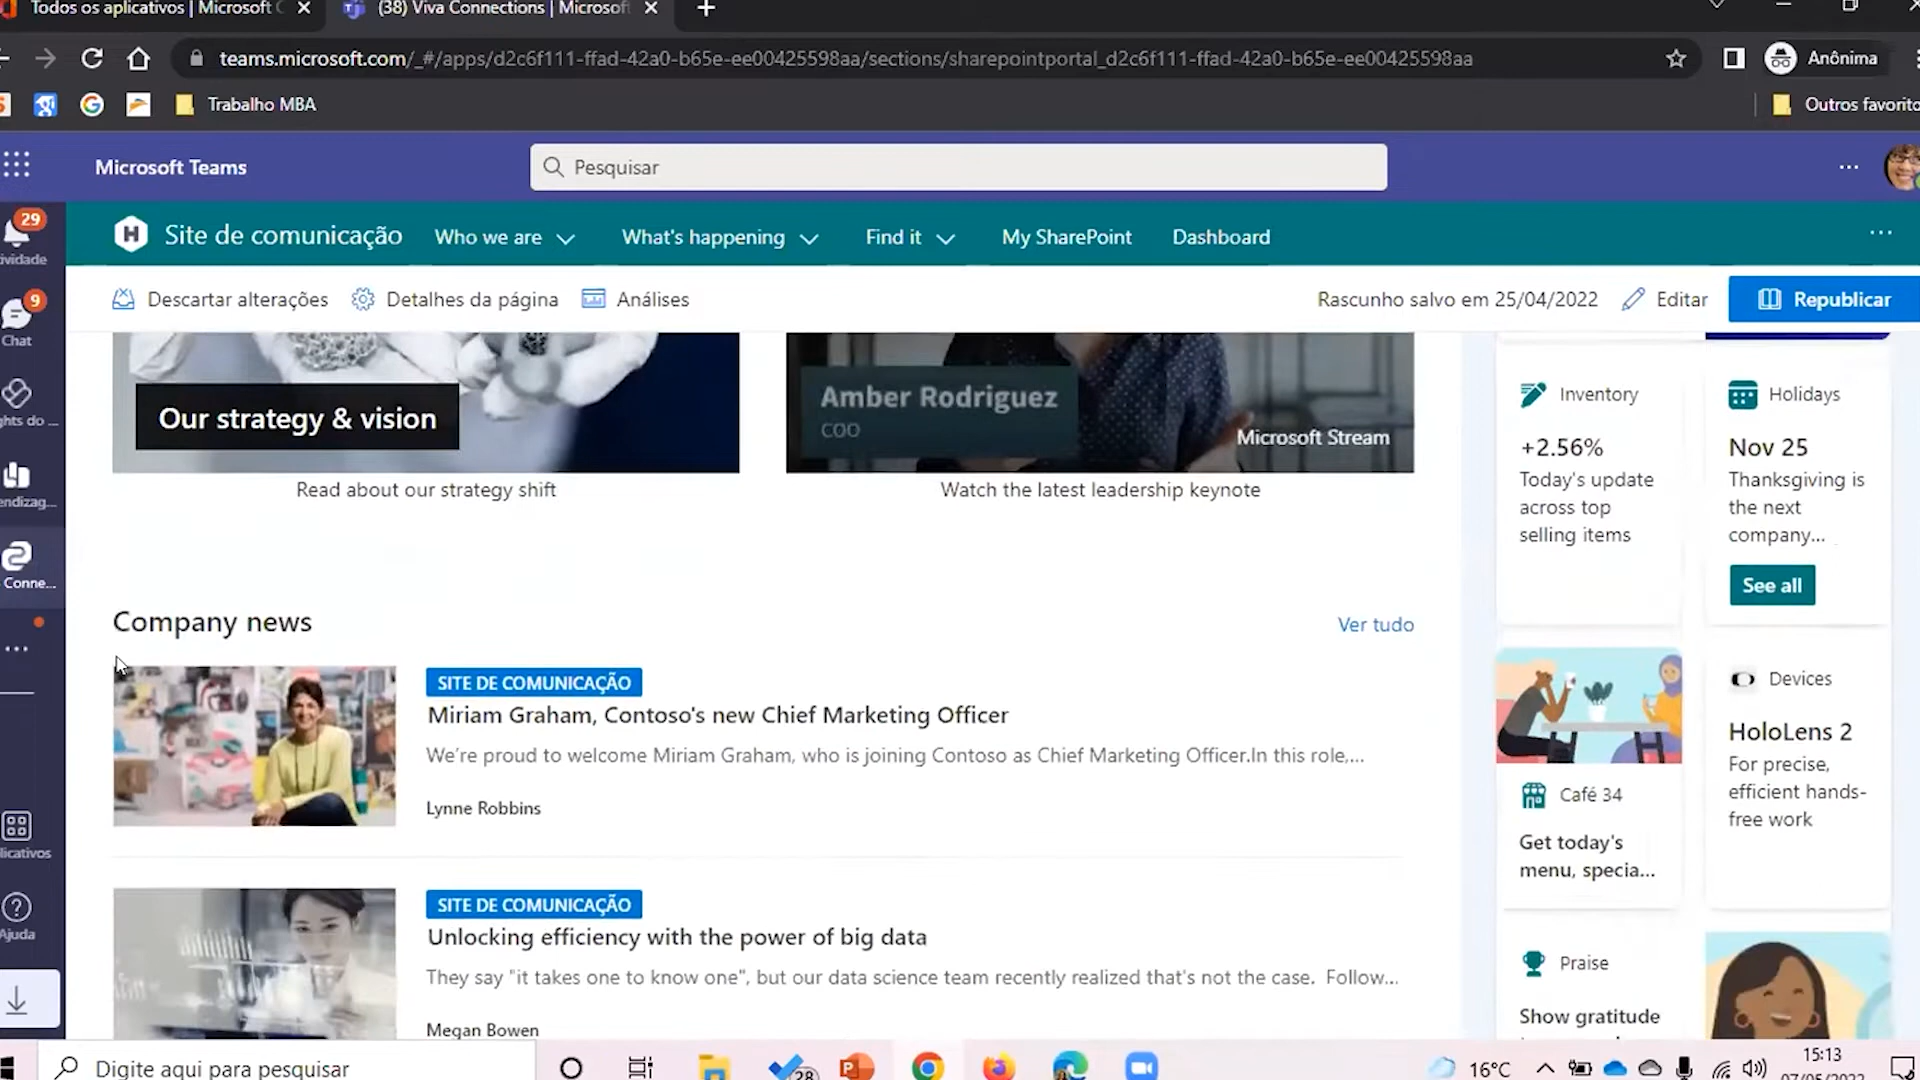 Todos os aplicativos | Microsoft
(38) Viva Connections | Microsoft
teams.microsoft.com/_#/apps/d2c6f111-ffad-42a0-b65e-ee00425598aa/sections/sharepointportal_d2c6f111-ffad-42a0-b65e-ee00425598aa
Anônima
Trabalho MBA
Outros favorito
Microsoft Teams
Pesquisar
29
ividade
9
Chat
ghts do ...
endizag...
Conne...
licativos
Ajuda
Site de comunicação
Who we are
What's happening
Find it
My SharePoint
Dashboard
Descartar alterações
Detalhes da página
Análises
Rascunho salvo em 25/04/2022
Editar
Republicar
Our strategy & vision
Read about our strategy shift
Amber Rodriguez
COO
Microsoft Stream
Watch the latest leadership keynote
Company news
Ver tudo
SITE DE COMUNICAÇÃO
Miriam Graham, Contoso's new Chief Marketing Officer
We're proud to welcome Miriam Graham, who is joining Contoso as Chief Marketing Officer.In this role,...
Lynne Robbins
SITE DE COMUNICAÇÃO
Unlocking efficiency with the power of big data
They say "it takes one to know one", but our data science team recently realized that's not the case. Follow...
Megan Bowen
Inventory
+2.56%
Today's update
across top
selling items
Holidays
Nov 25
Thanksgiving is
the next
company...
See all
Café 34
Get today's
menu, specia...
Devices
HoloLens 2
For precise,
efficient hands-
free work
Praise
Show gratitude
Digite aqui para pesquisar
28
16°C
15:13
07/05/2022